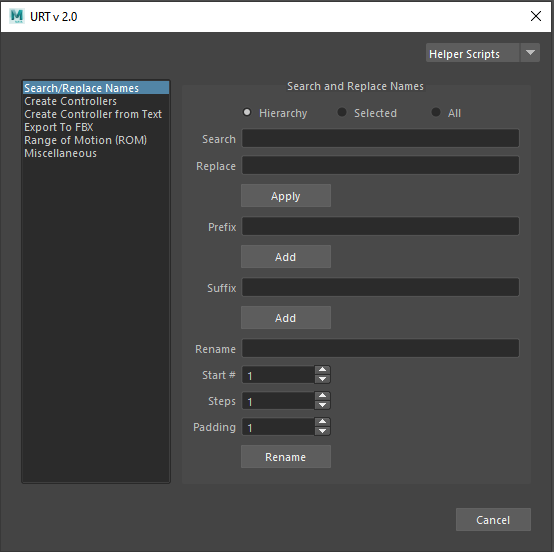 URT v 2.0
Helper Scripts
Search/Replace Names
Create Controllers
Create Controller from Text
Export To FBX
Range of Motion (ROM)
Miscellaneous
Search and Replace Names
Hierarchy Selected All
Search
Replace
Apply
Prefix
Add
Suffix
Add
Rename
Start # 1
Steps 1
Padding 1
Rename
Cancel